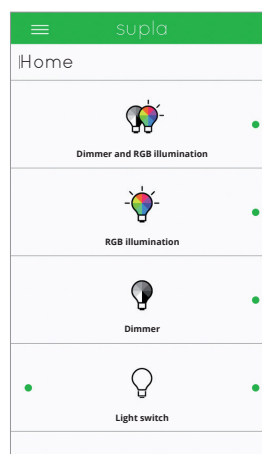 supla
Home
Dimmer and RGB illumination
RGB illumination
Dimmer
Light switch